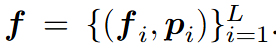 f = {(f_i, p_i)}_{i=1}^{L}.